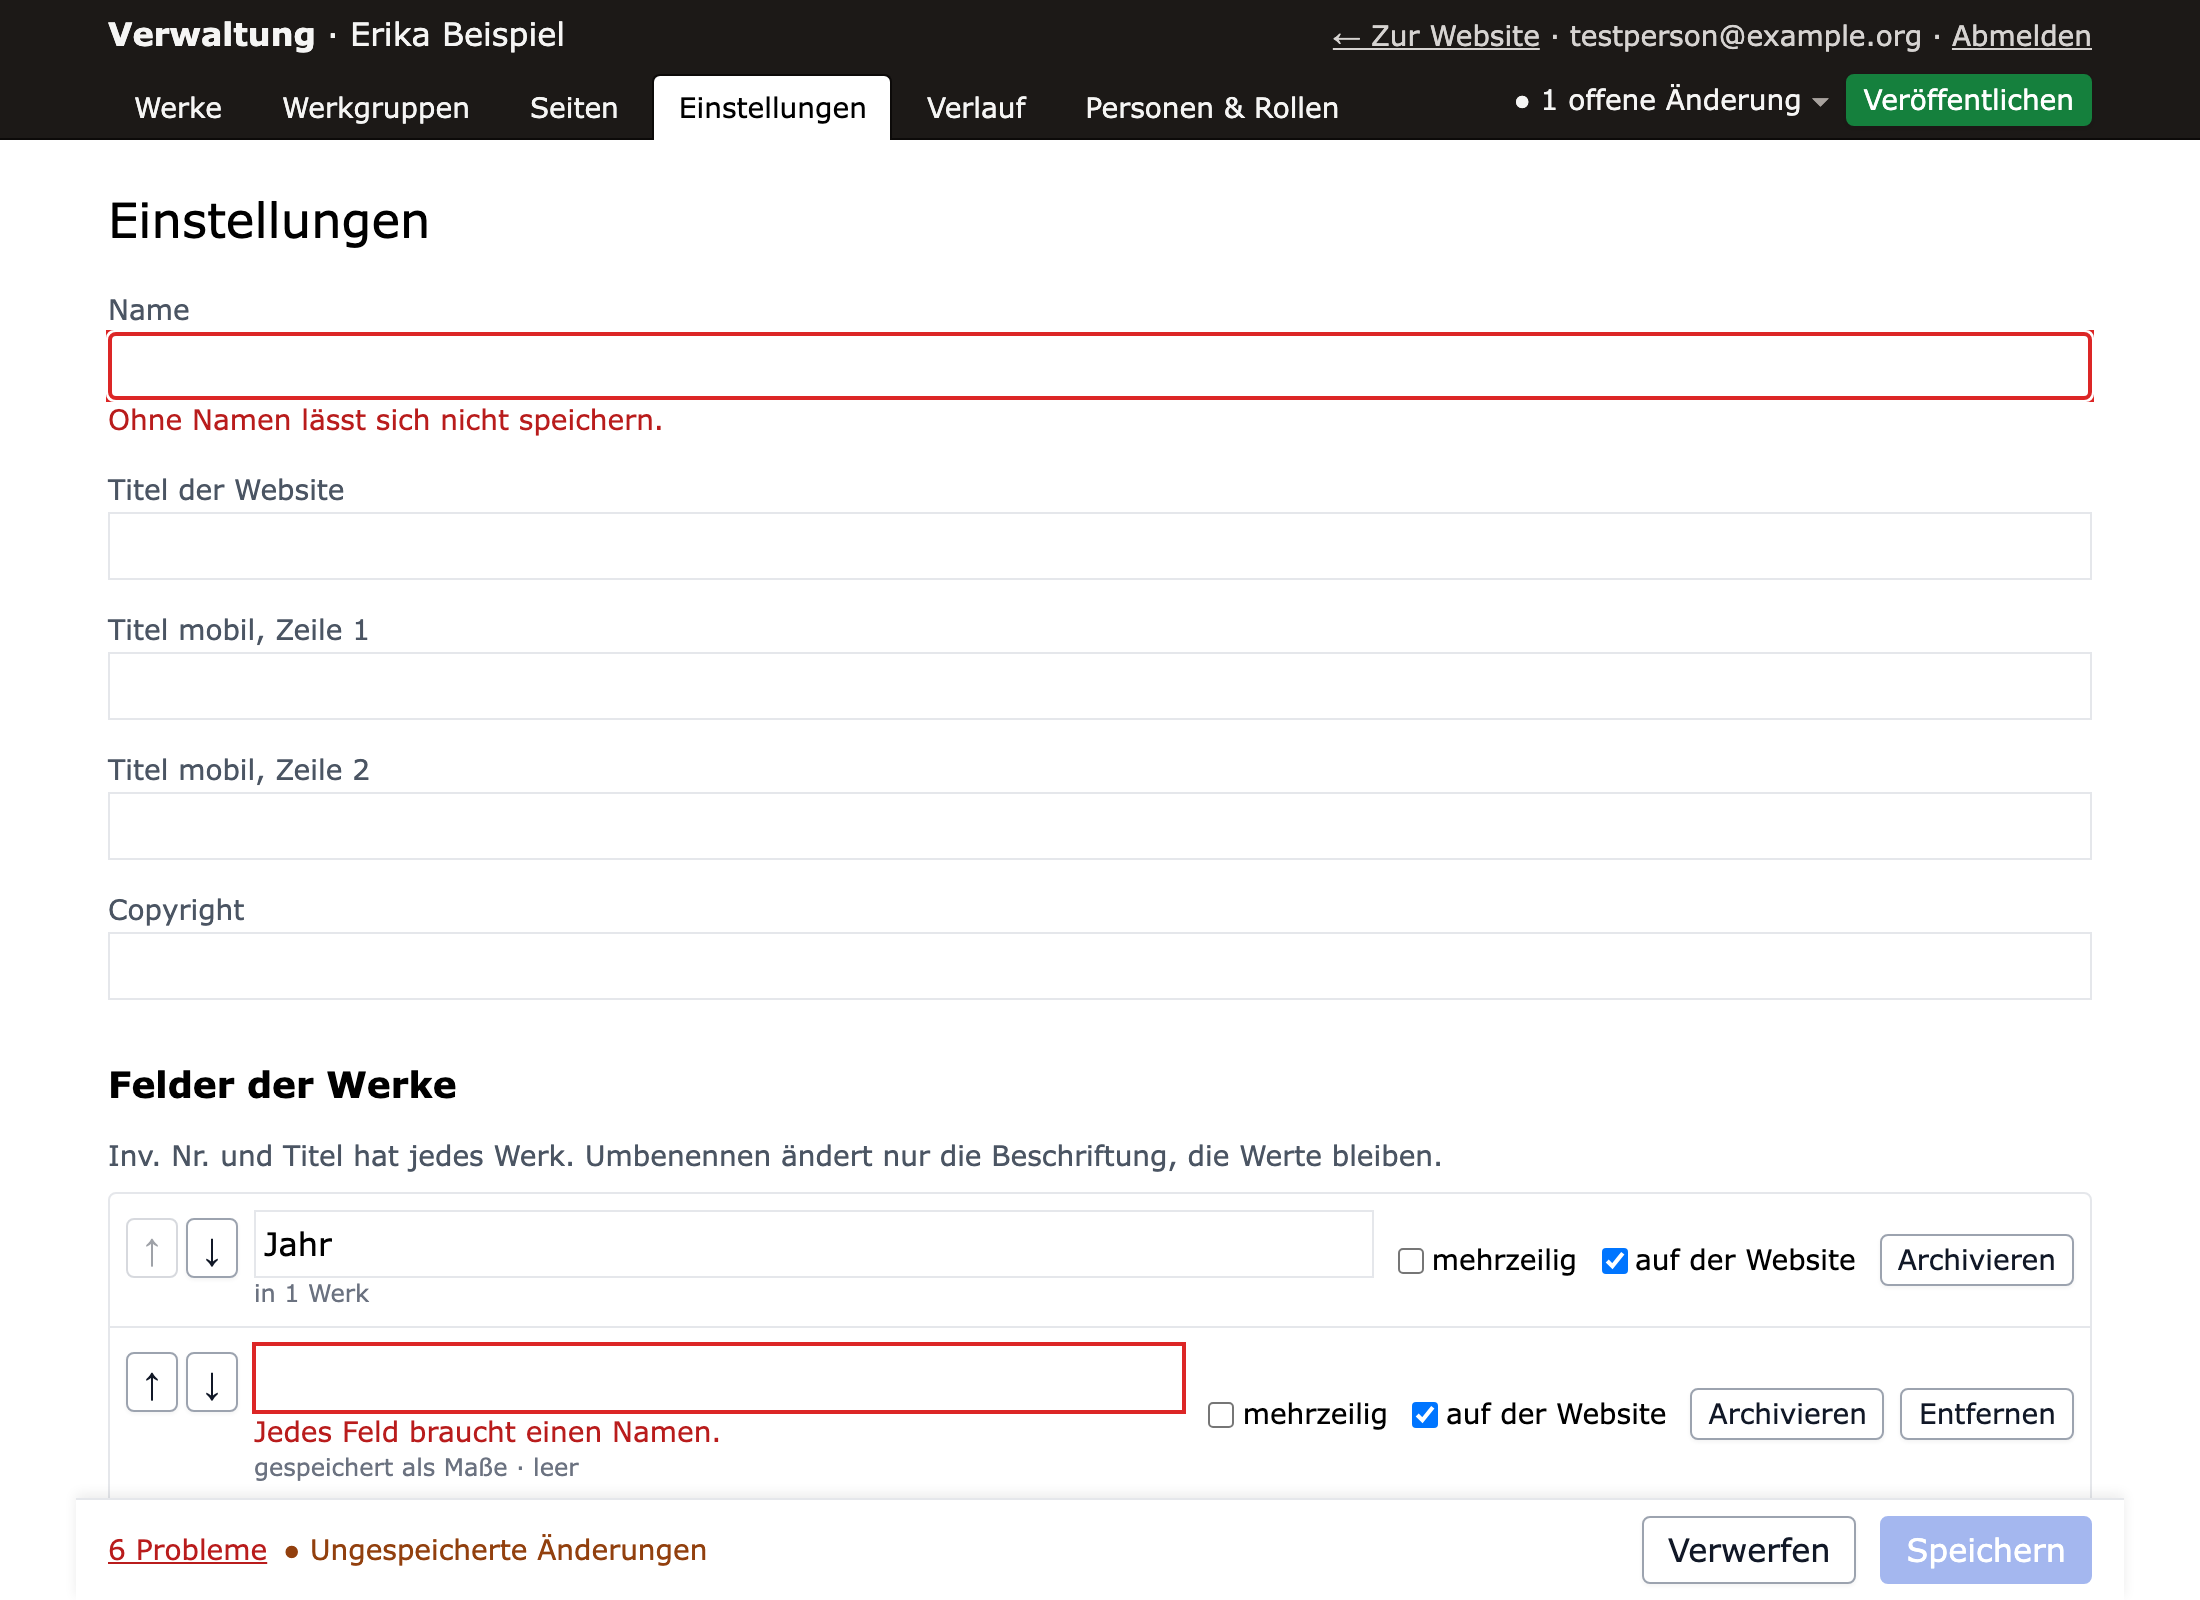 Verwaltung · Erika Beispiel
← Zur Website · testperson@example.org · Abmelden
Werke Werkgruppen Seiten Einstellungen Verlauf Personen & Rollen
● 1 offene Änderung ▾ Veröffentlichen
Einstellungen
Name
Ohne Namen lässt sich nicht speichern.
Titel der Website
Titel mobil, Zeile 1
Titel mobil, Zeile 2
Copyright
Felder der Werke
Inv. Nr. und Titel hat jedes Werk. Umbenennen ändert nur die Beschriftung, die Werte bleiben.
↑ ↓ Jahr mehrzeilig auf der Website Archivieren
in 1 Werk
↑ ↓ mehrzeilig auf der Website Archivieren Entfernen
Jedes Feld braucht einen Namen.
gespeichert als Maße · leer
6 Probleme ● Ungespeicherte Änderungen Verwerfen Speichern